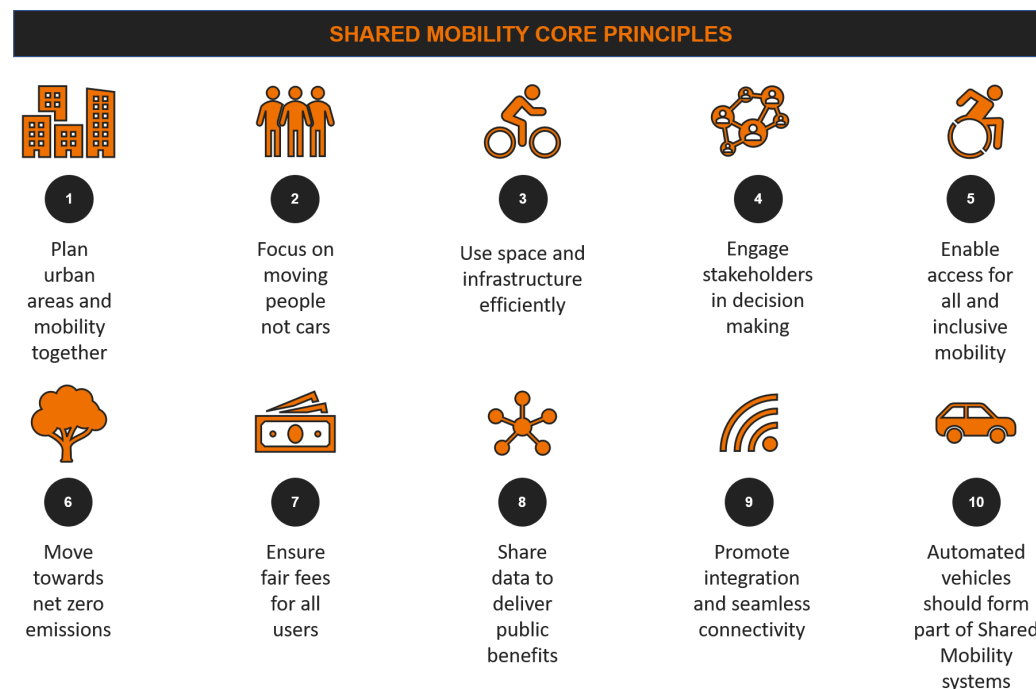 SHARED MOBILITY CORE PRINCIPLES
1
Plan
urban
areas and
mobility
together
2
Focus on
moving
people
not cars
3
Use space and
infrastructure
efficiently
4
Engage
stakeholders
in decision
making
5
Enable
access for
all and
inclusive
mobility
6
Move
towards
net zero
emissions
7
Ensure
fair fees
for all
users
8
Share
data to
deliver
public
benefits
9
Promote
integration
and seamless
connectivity
10
Automated
vehicles
should form
part of Shared
Mobility
systems